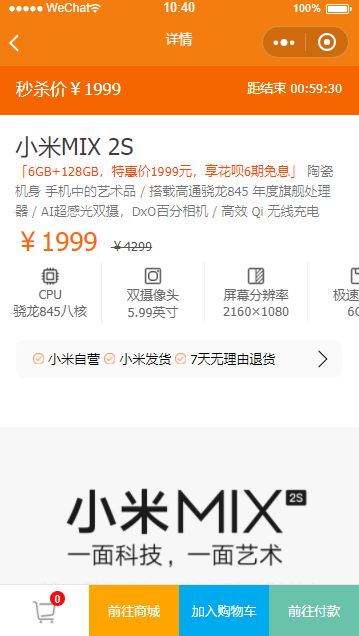 WeChat 10:40 100%
详情
秒杀价￥1999 距结束 00:59:30
小米MIX 2S
「6GB+128GB，特惠价1999元，享花呗6期免息」 陶瓷
机身 手机中的艺术品 / 搭载高通骁龙845 年度旗舰处理
器 / AI超感光双摄，DxO百分相机 / 高效 Qi 无线充电
￥1999 ￥4299
CPU 双摄像头 屏幕分辨率 极速
骁龙845八核 5.99英寸 2160×1080
小米自营 小米发货 7天无理由退货
小米MIX 2S
一面科技，一面艺术
0
前往商城 加入购物车 前往付款